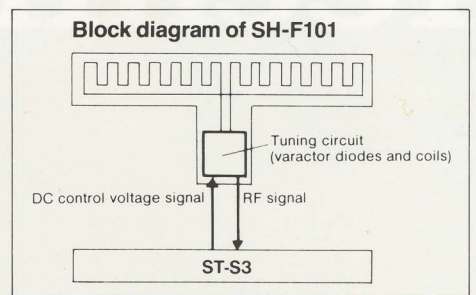 Block diagram of SH-F101
Tuning circuit
(varactor diodes and coils)
DC control voltage signal
RF signal
ST-S3